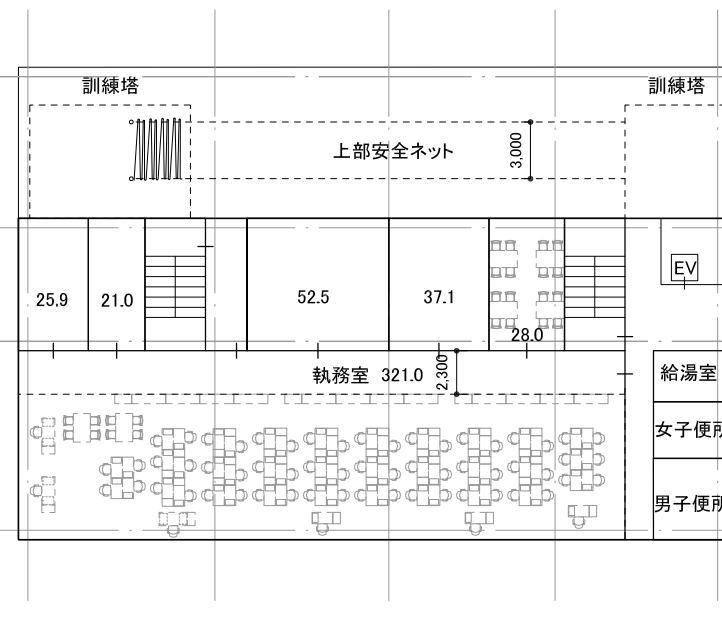 訓練塔
訓練塔
上部安全ネット
3,000
EV
25.9
21.0
52.5
37.1
28.0
執務室 321.0
2,300
給湯室
女子便所
男子便所